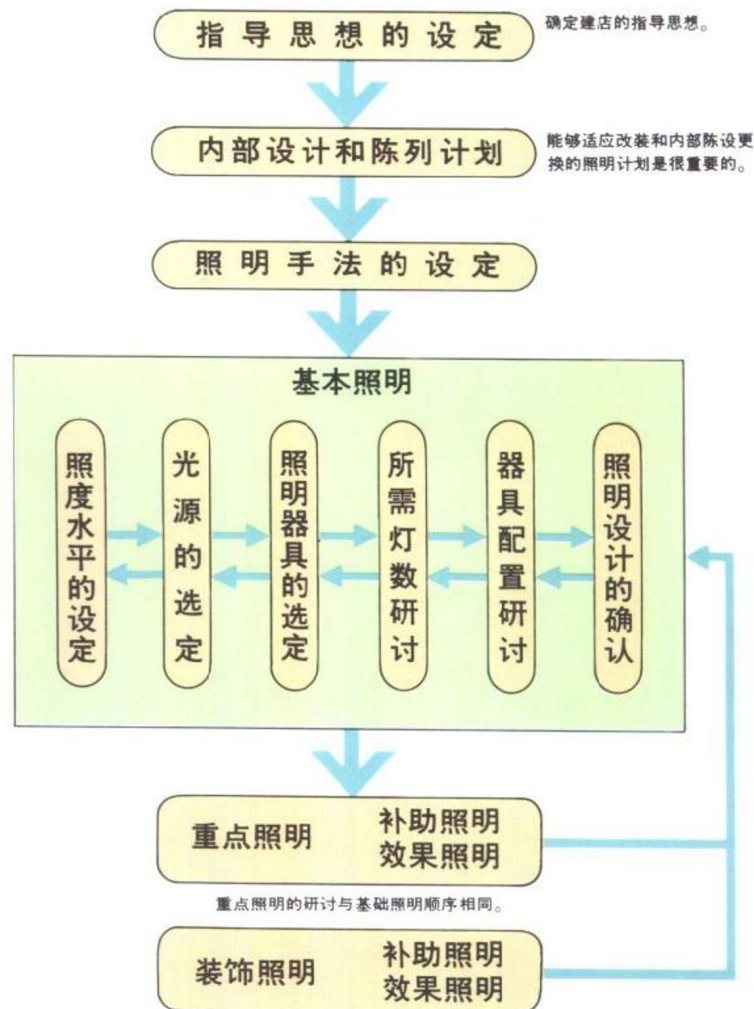 指导思想的设定
确定建店的指导思想。
内部设计和陈列计划
能够适应改装和内部陈设更
换的照明计划是很重要的。
照明手法的设定
基本照明
照度水平的设定
光源的选定
照明器具的选定
所需灯数研讨
器具配置研讨
照明设计的确认
重点照明
补助照明
效果照明
重点照明的研讨与基础照明顺序相同。
装饰照明
补助照明
效果照明